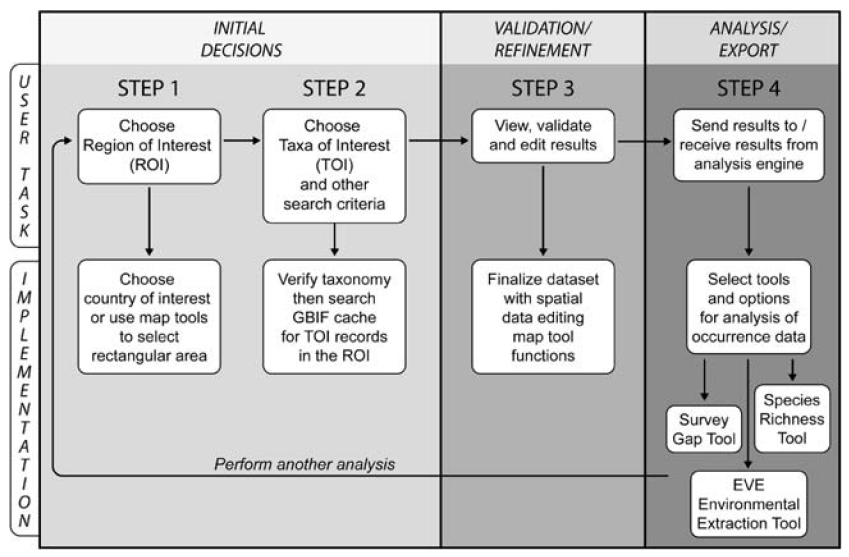 INITIAL
DECISIONS
VALIDATION/
REFINEMENT
ANALYSIS/
EXPORT
USER TASK
STEP 1
STEP 2
STEP 3
STEP 4
Choose
Region of Interest
(ROI)
Choose
Taxa of Interest
(TOI)
and other
search criteria
View, validate
and edit results
Send results to /
receive results from
analysis engine
IMPLEMENTATION
Choose
country of interest
or use map tools
to select
rectangular area
Verify taxonomy
then search
GBIF cache
for TOI records
in the ROI
Finalize dataset
with spatial
data editing
map tool
functions
Select tools
and options
for analysis of
occurrence data
Survey
Gap Tool
Species
Richness
Tool
Perform another analysis
EVE
Environmental
Extraction Tool